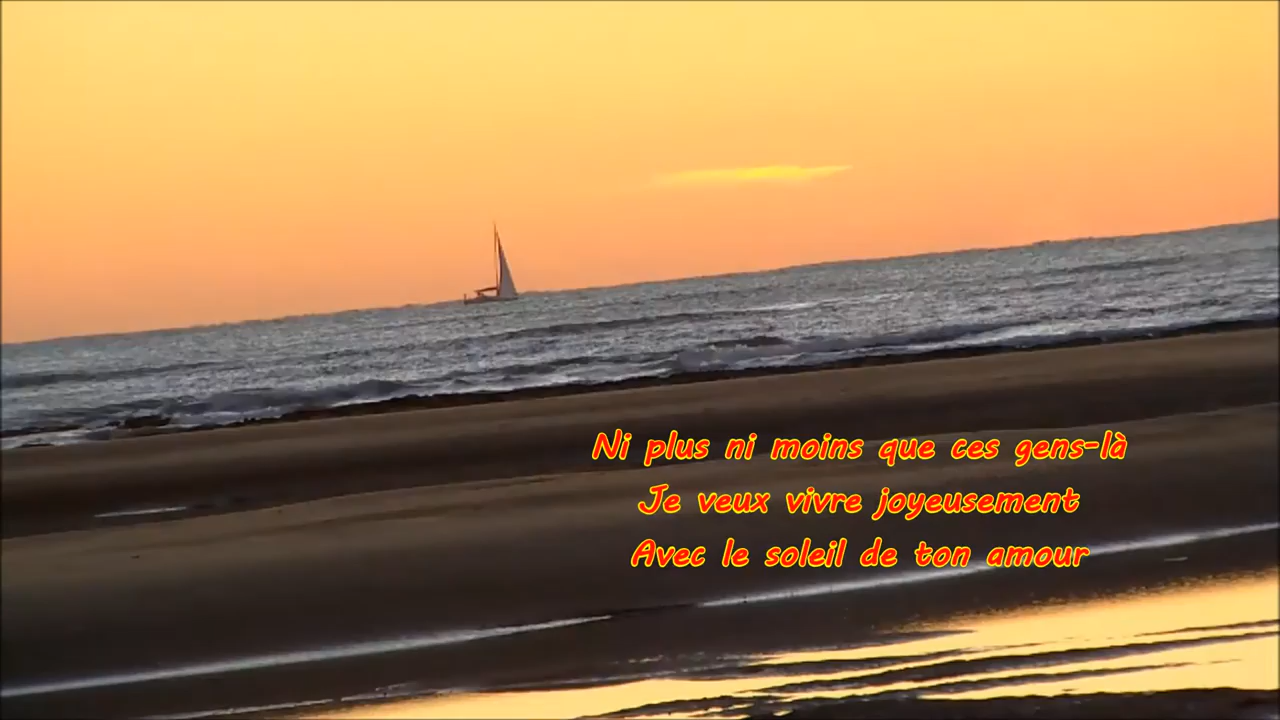 Ni plus ni moins que ces gens-là
Je veux vivre joyeusement
Avec le soleil de ton amour